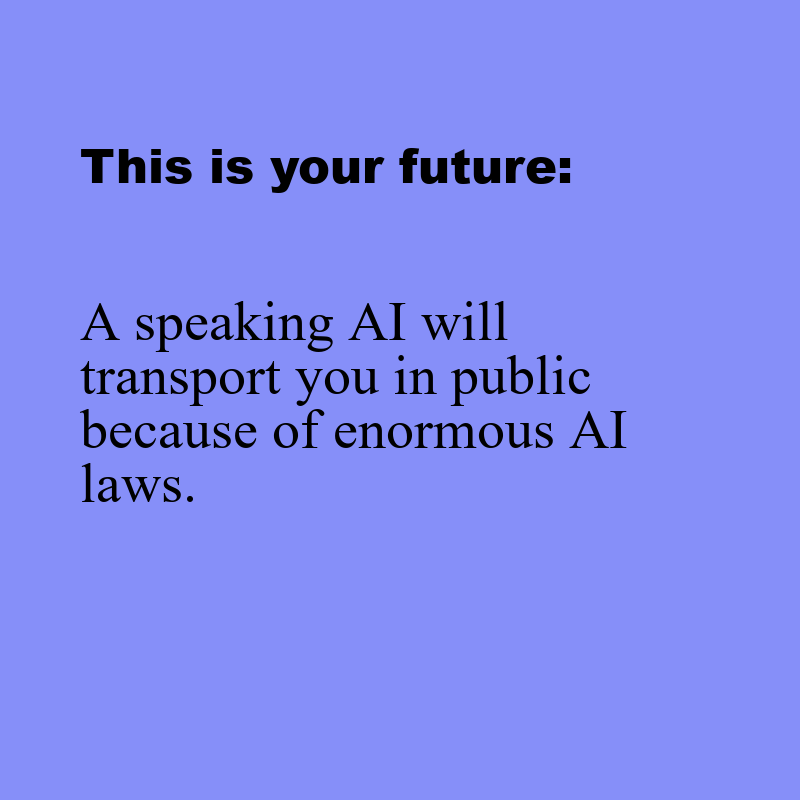 This is your future:
A speaking AI will
transport you in public
because of enormous AI
laws.